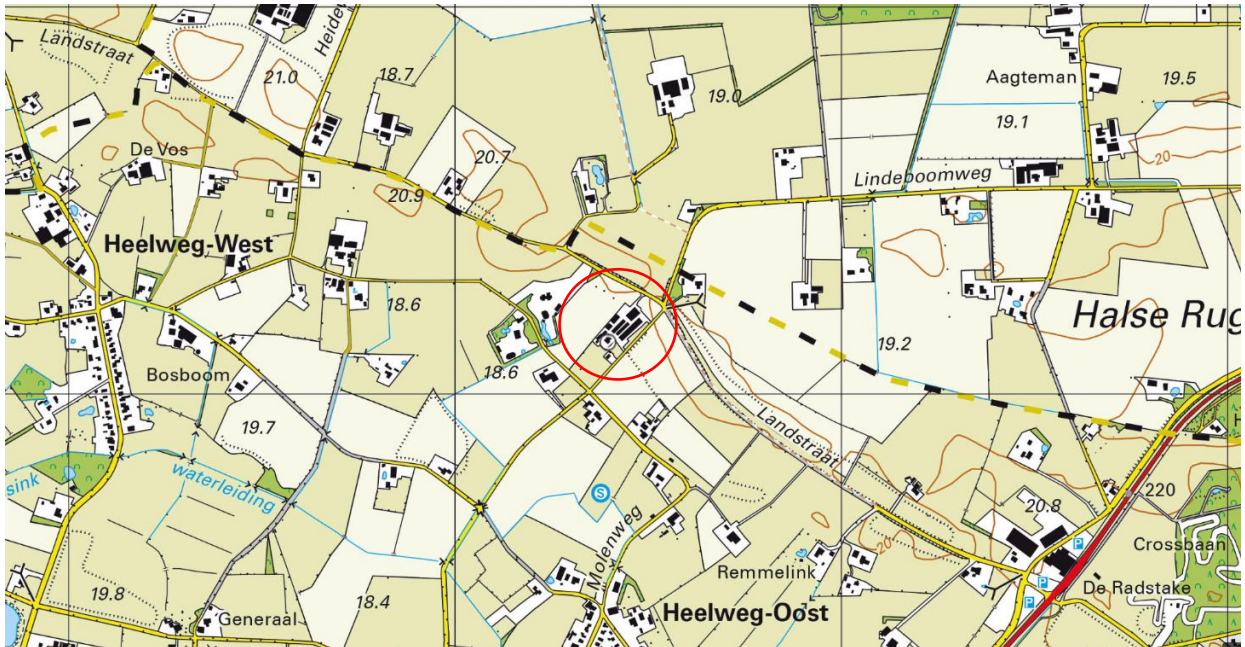 Landstraat
Heidew
21.0
18.7
19.0
Aagteman
19.5
19.1
De Vos
20.7
20
20.9
Lindeboomweg
Heelweg-West
18.6
Halse Rug
19.2
18.6
Bosboom
19.7
Landstraat
sink
waterleiding
S
H
220
20.8
Molenweg
20
P
Crossbaan
Remmelink
P
De Radstake
19.8
18.4
Generaal
Heelweg-Oost
P